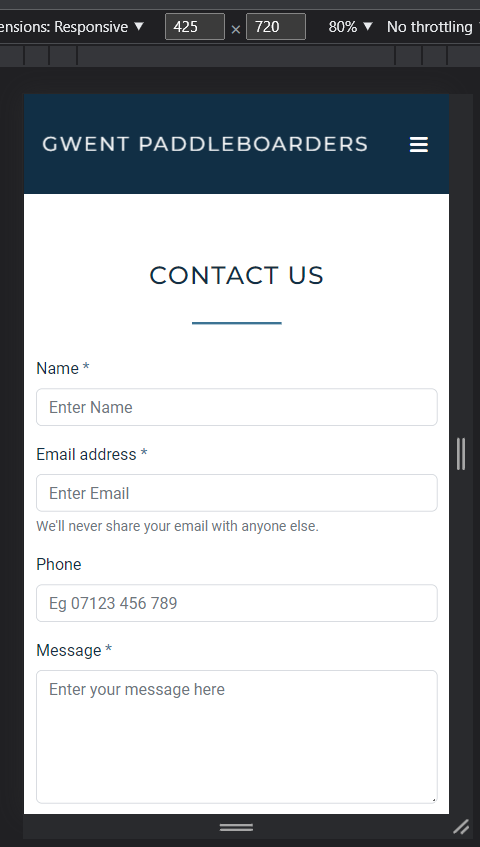 ensions: Responsive ▼ 425 × 720 80% ▼ No throttling
GWENT PADDLEBOARDERS
CONTACT US
Name *
Enter Name
Email address *
Enter Email
We'll never share your email with anyone else.
Phone
Eg 07123 456 789
Message *
Enter your message here